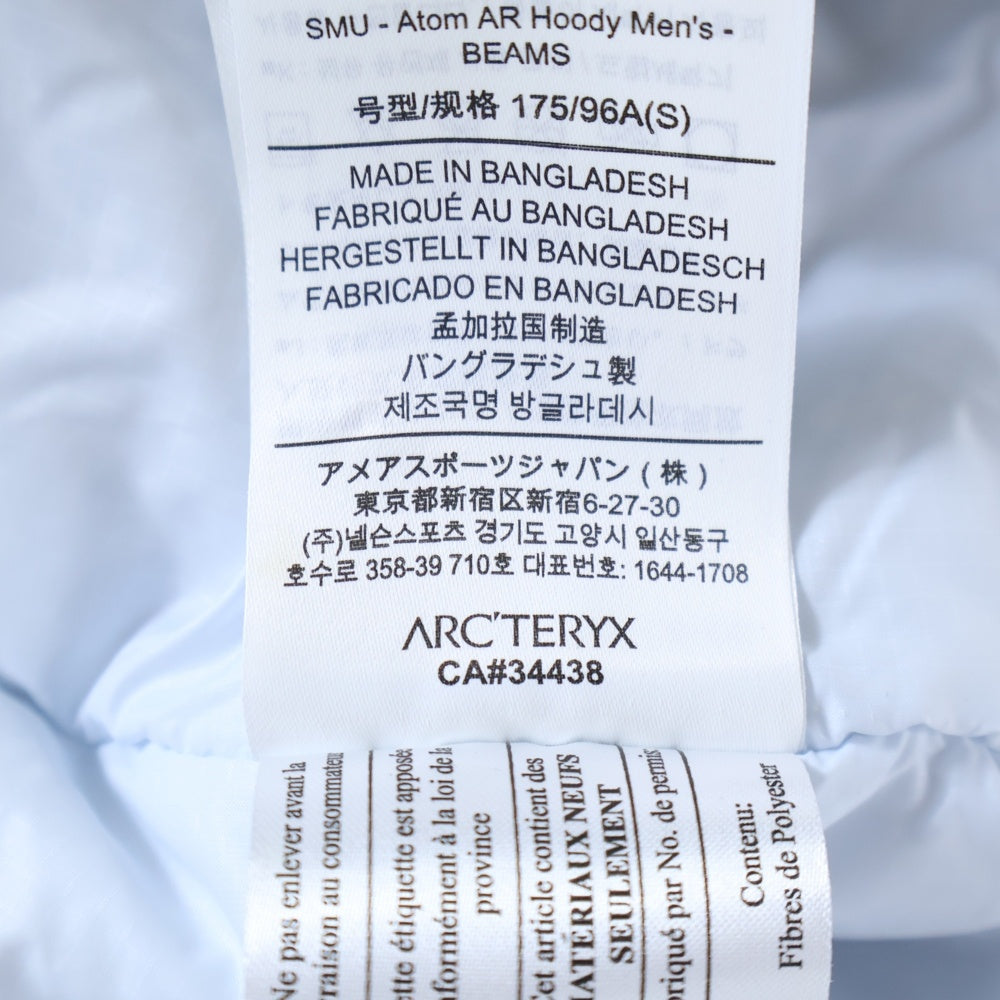 SMU - Atom AR Hoody Men's -
BEAMS
号型/规格 175/96A(S)
MADE IN BANGLADESH
FABRIQUÉ AU BANGLADESH
HERGESTELLT IN BANGLADESCH
FABRICADO EN BANGLADESH
孟加拉国制造
バングラデシュ製
제조국명 방글라데시
アメアスポーツジャパン(株)
東京都新宿区新宿6-27-30
(주)넬슨스포츠 경기도 고양시 일산동구
호수로 358-39 710호 대표번호: 1644-1708
ARC'TERYX
CA#34438
Ne pas enlever avant la
raison au consommateur
ette étiquette est apposée
nformément à la loi de la
province
Cet article contient des
MATÉRIAUX NEUFS
SEULEMENT
briqué par No. de permis
Contenu:
Fibres de Polyester